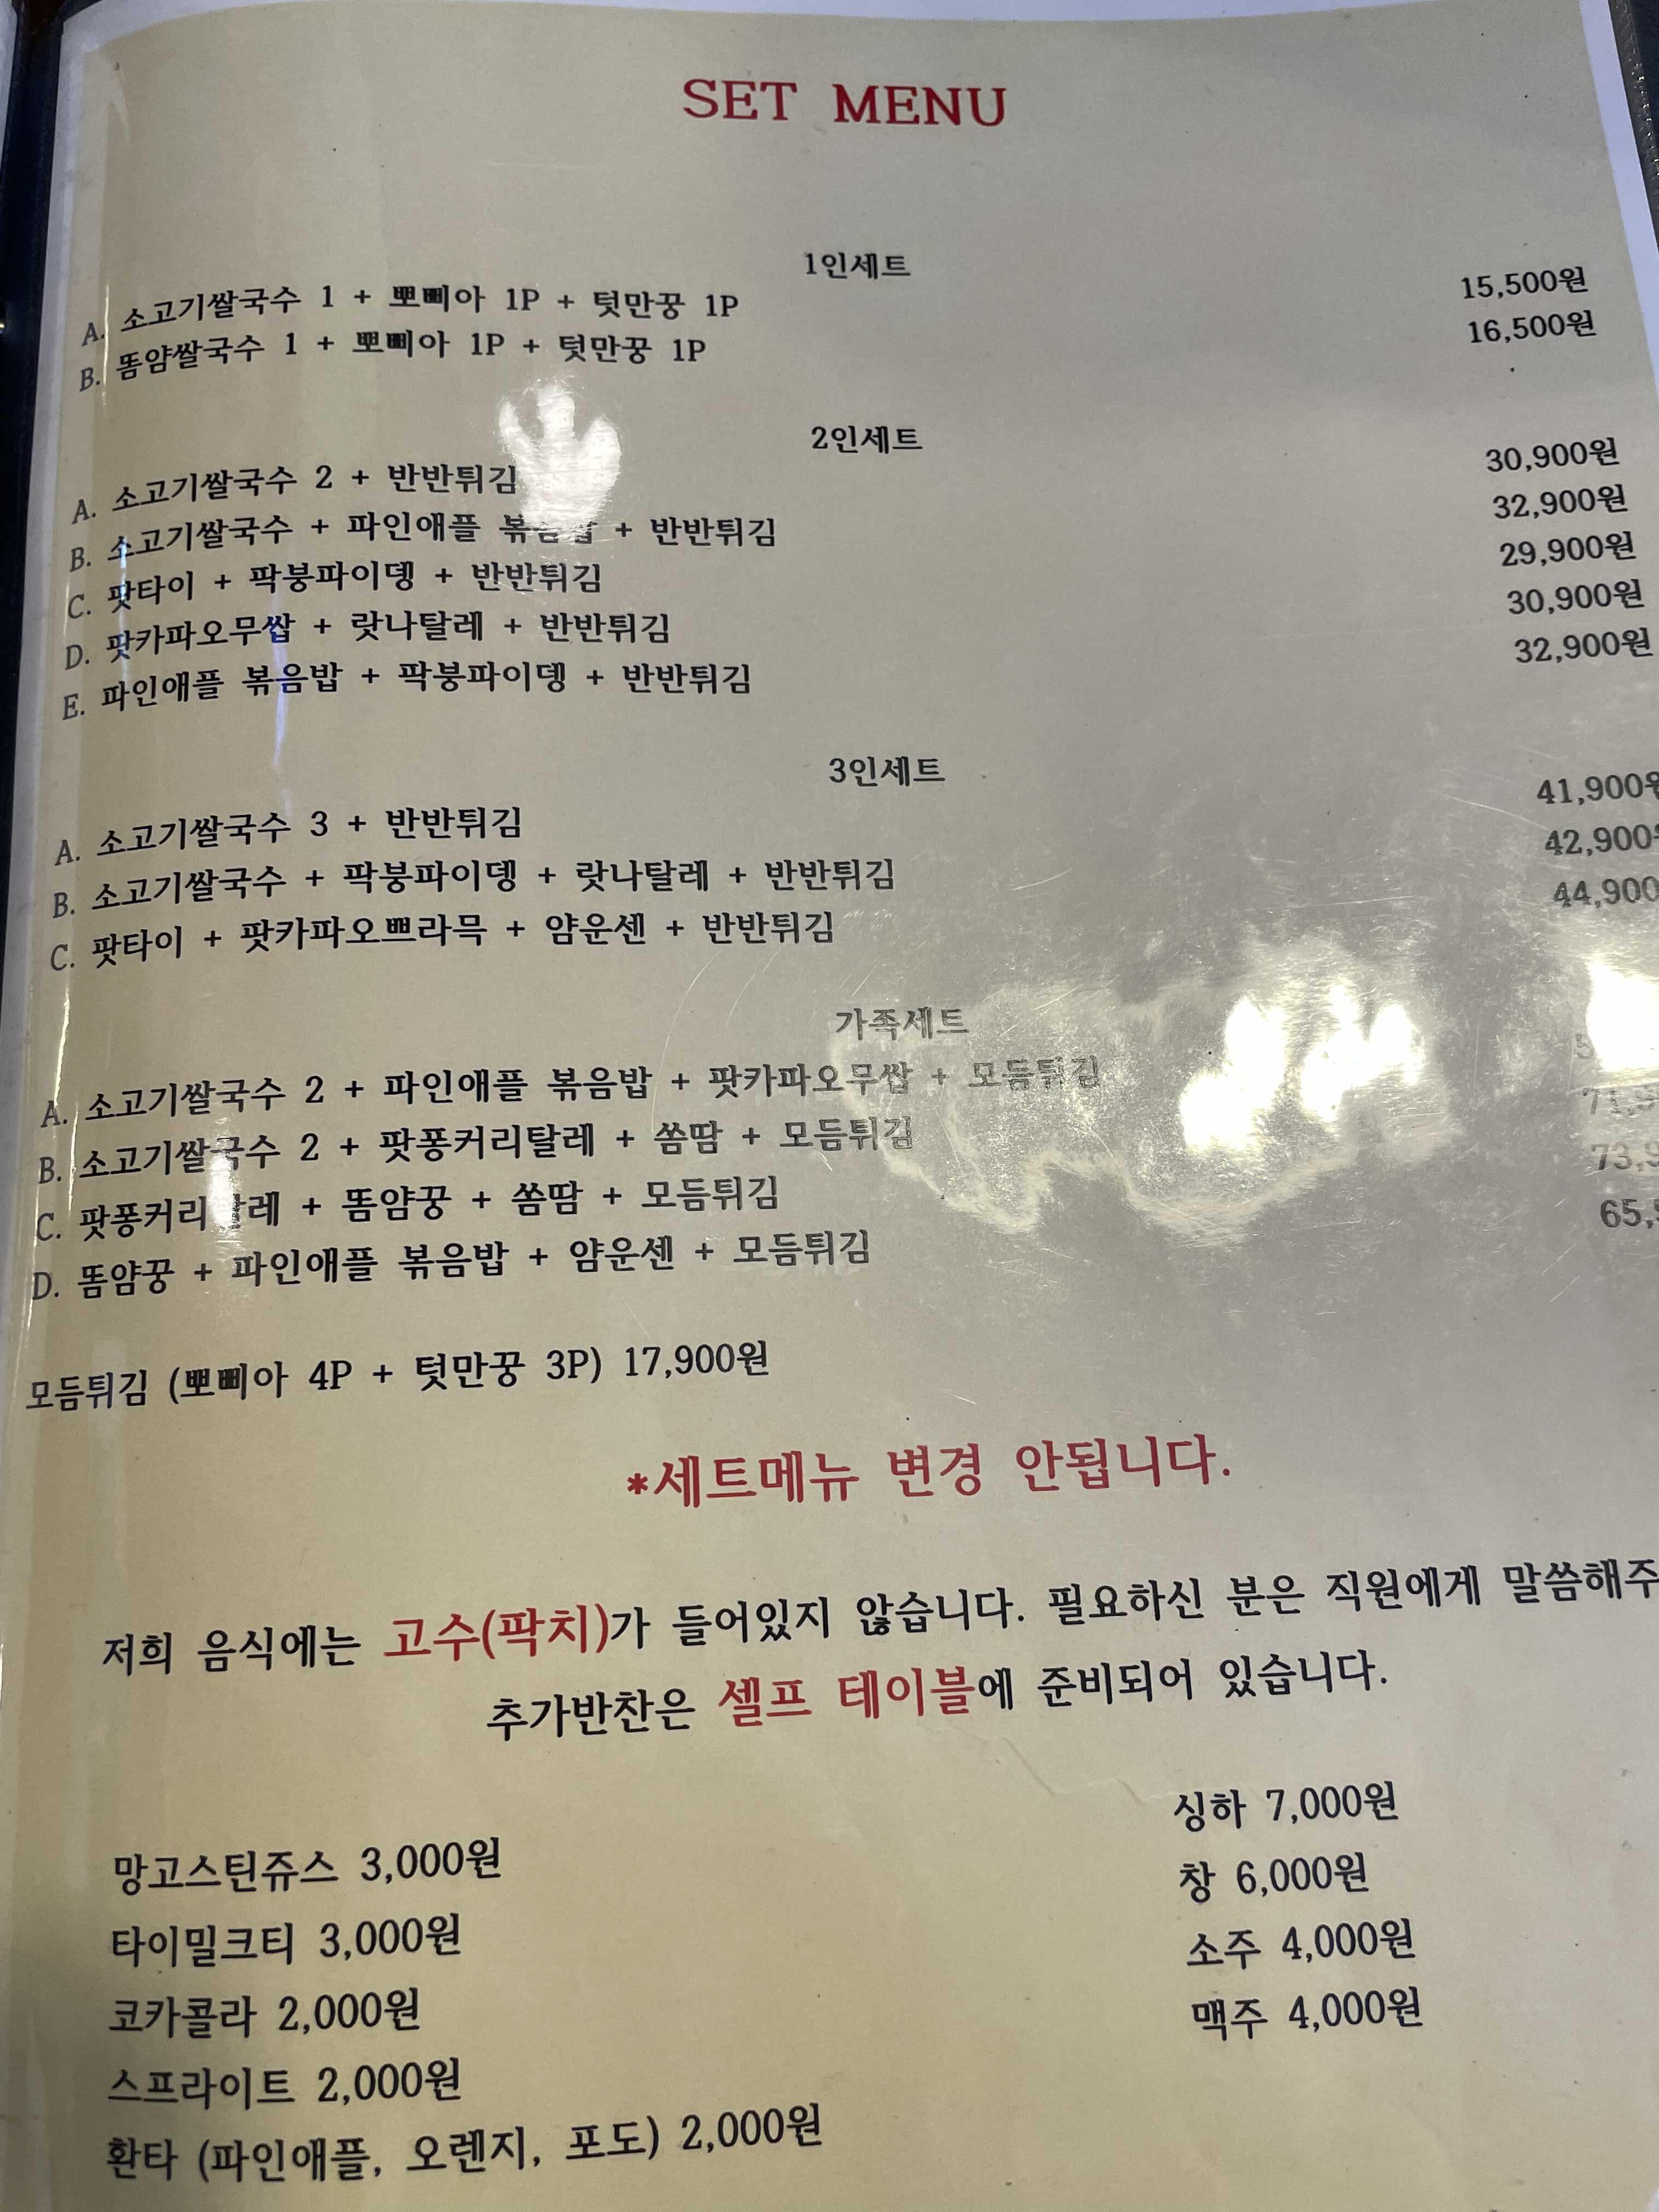 SET MENU
1인세트
A. 소고기쌀국수 1 + 뽀삐아 1P + 텃만꿍 1P 15,500원
B. 똠얌쌀국수 1 + 뽀삐아 1P + 텃만꿍 1P 16,500원
2인세트
A. 소고기쌀국수 2 + 반반튀김 30,900원
B. 소고기쌀국수 + 파인애플 볶음밥 + 반반튀김 32,900원
C. 팟타이 + 팍붕파이뎅 + 반반튀김 29,900원
D. 팟카파오무쌉 + 랏나탈레 + 반반튀김 30,900원
E. 파인애플 볶음밥 + 팍붕파이뎅 + 반반튀김 32,900원
3인세트
A. 소고기쌀국수 3 + 반반튀김 41,900원
B. 소고기쌀국수 + 팍붕파이뎅 + 랏나탈레 + 반반튀김 42,900
C. 팟타이 + 팟카파오쁘라믁 + 얌운센 + 반반튀김 44,900
가족세트
A. 소고기쌀국수 2 + 파인애플 볶음밥 + 팟카파오무쌉 + 모듬튀김
B. 소고기쌀국수 2 + 팟퐁커리탈레 + 쏨땀 + 모듬튀김 71,9
C. 팟퐁커리탈레 + 똠얌꿍 + 쏨땀 + 모듬튀김 73,9
D. 똠얌꿍 + 파인애플 볶음밥 + 얌운센 + 모듬튀김 65,9
모듬튀김 (뽀삐아 4P + 텃만꿍 3P) 17,900원
*세트메뉴 변경 안됩니다.
저희 음식에는 고수(팍치)가 들어있지 않습니다. 필요하신 분은 직원에게 말씀해주
추가반찬은 셀프 테이블에 준비되어 있습니다.
싱하 7,000원
망고스틴쥬스 3,000원
창 6,000원
타이밀크티 3,000원
소주 4,000원
코카콜라 2,000원
맥주 4,000원
스프라이트 2,000원
환타 (파인애플, 오렌지, 포도) 2,000원